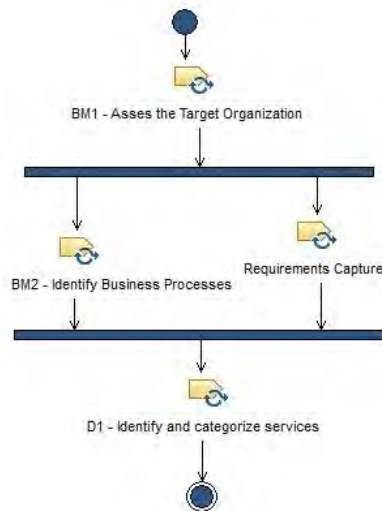 BM1 - Asses the Target Organization
BM2 - Identify Business Processes
Requirements Capture
D1 - Identify and categorize services